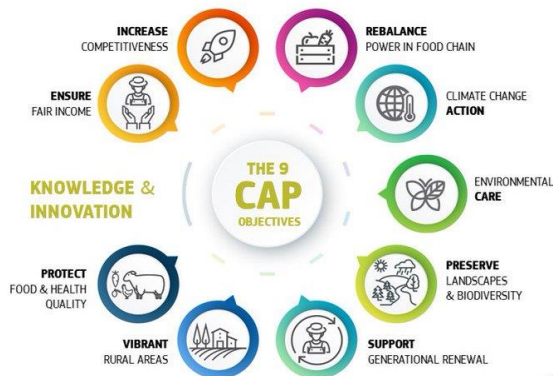 INCREASE
COMPETITIVENESS
REBALANCE
POWER IN FOOD CHAIN
ENSURE
FAIR INCOME
CLIMATE CHANGE
ACTION
THE 9
CAP
OBJECTIVES
KNOWLEDGE &
INNOVATION
ENVIRONMENTAL
CARE
PROTECT
FOOD & HEALTH
QUALITY
PRESERVE
LANDSCAPES
& BIODIVERSITY
VIBRANT
RURAL AREAS
SUPPORT
GENERATIONAL RENEWAL